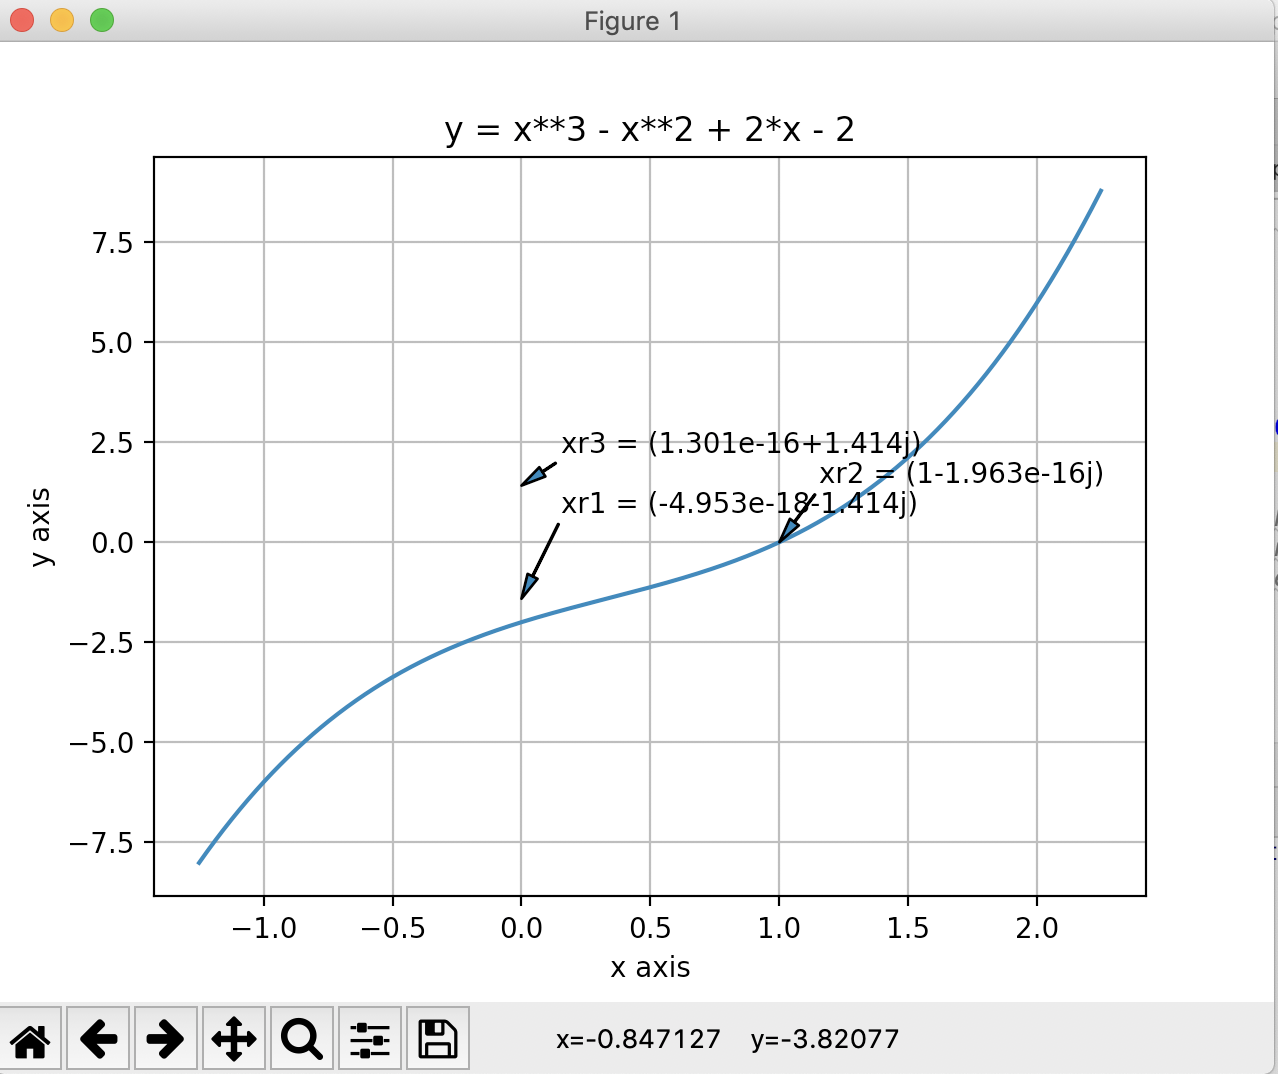 Figure 1
y = x**3 - x**2 + 2*x - 2
7.5
5.0
2.5
0.0
−2.5
−5.0
−7.5
y axis
xr3 = (1.301e-16+1.414j)
xr2 = (1-1.963e-16j)
xr1 = (-4.953e-18-1.414j)
−1.0 −0.5 0.0 0.5 1.0 1.5 2.0
x axis
x=-0.847127 y=-3.82077